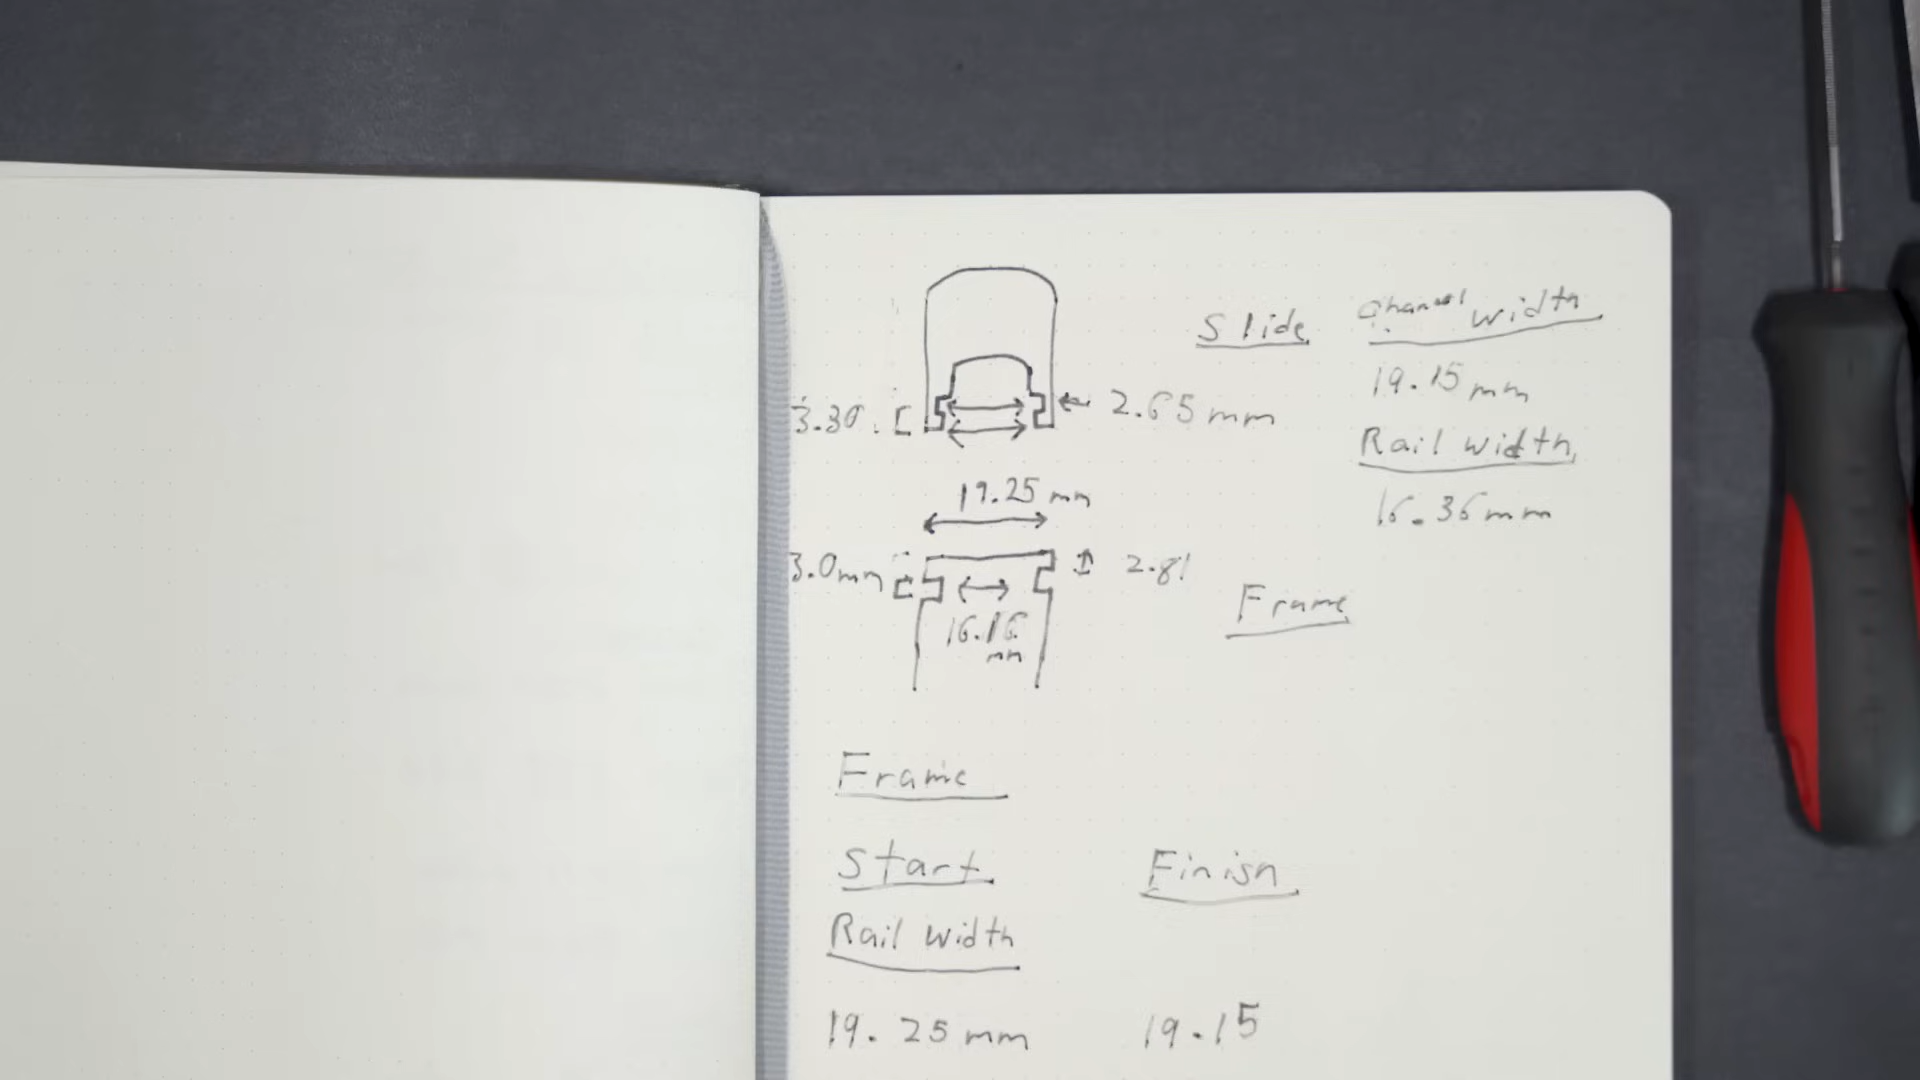 Slide
Channel width
19.15 mm
3.30
2.65 mm
Rail width
16.36 mm
19.25 mm
3.0mm
2.81
Frame
16.16
mm
Frame
Start
Finish
Rail width
19.25 mm
19.15